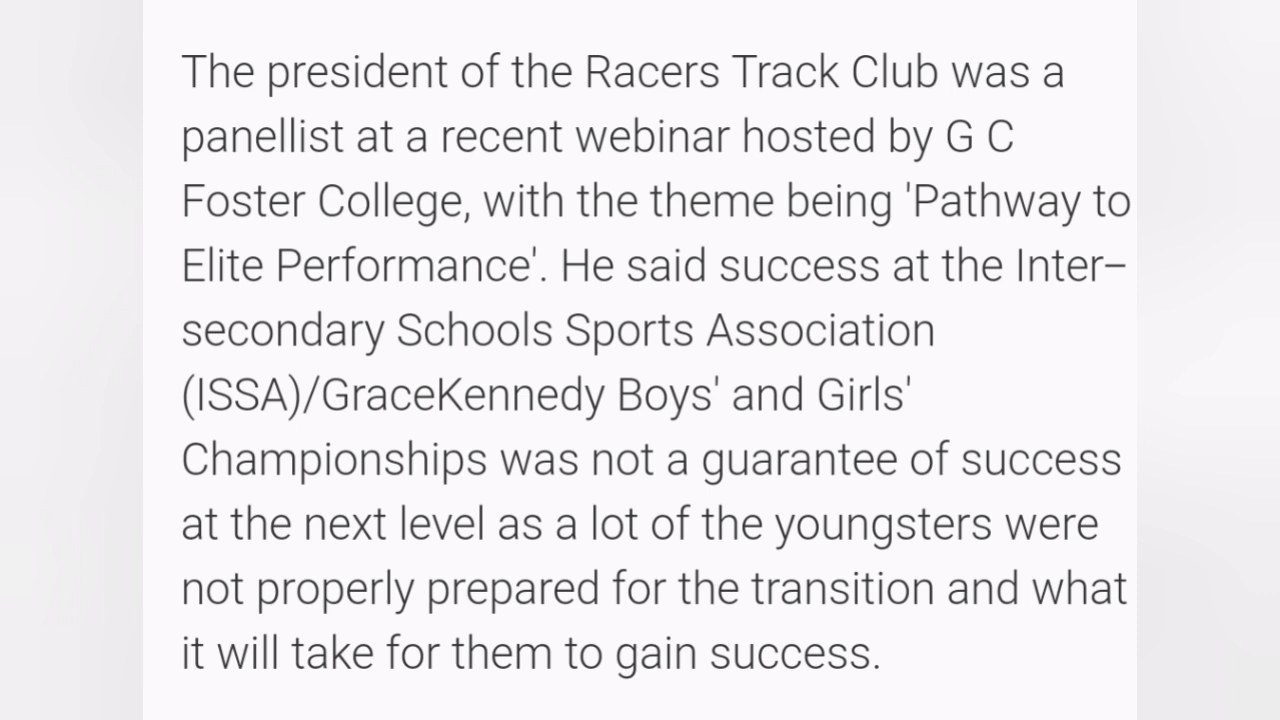 The president of the Racers Track Club was a
panellist at a recent webinar hosted by G C
Foster College, with the theme being 'Pathway to
Elite Performance'. He said success at the Inter–
secondary Schools Sports Association
(ISSA)/GraceKennedy Boys' and Girls'
Championships was not a guarantee of success
at the next level as a lot of the youngsters were
not properly prepared for the transition and what
it will take for them to gain success.